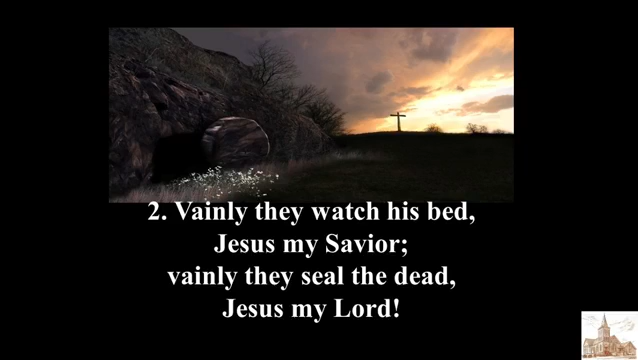 2. Vainly they watch his bed,
Jesus my Savior;
vainly they seal the dead,
Jesus my Lord!